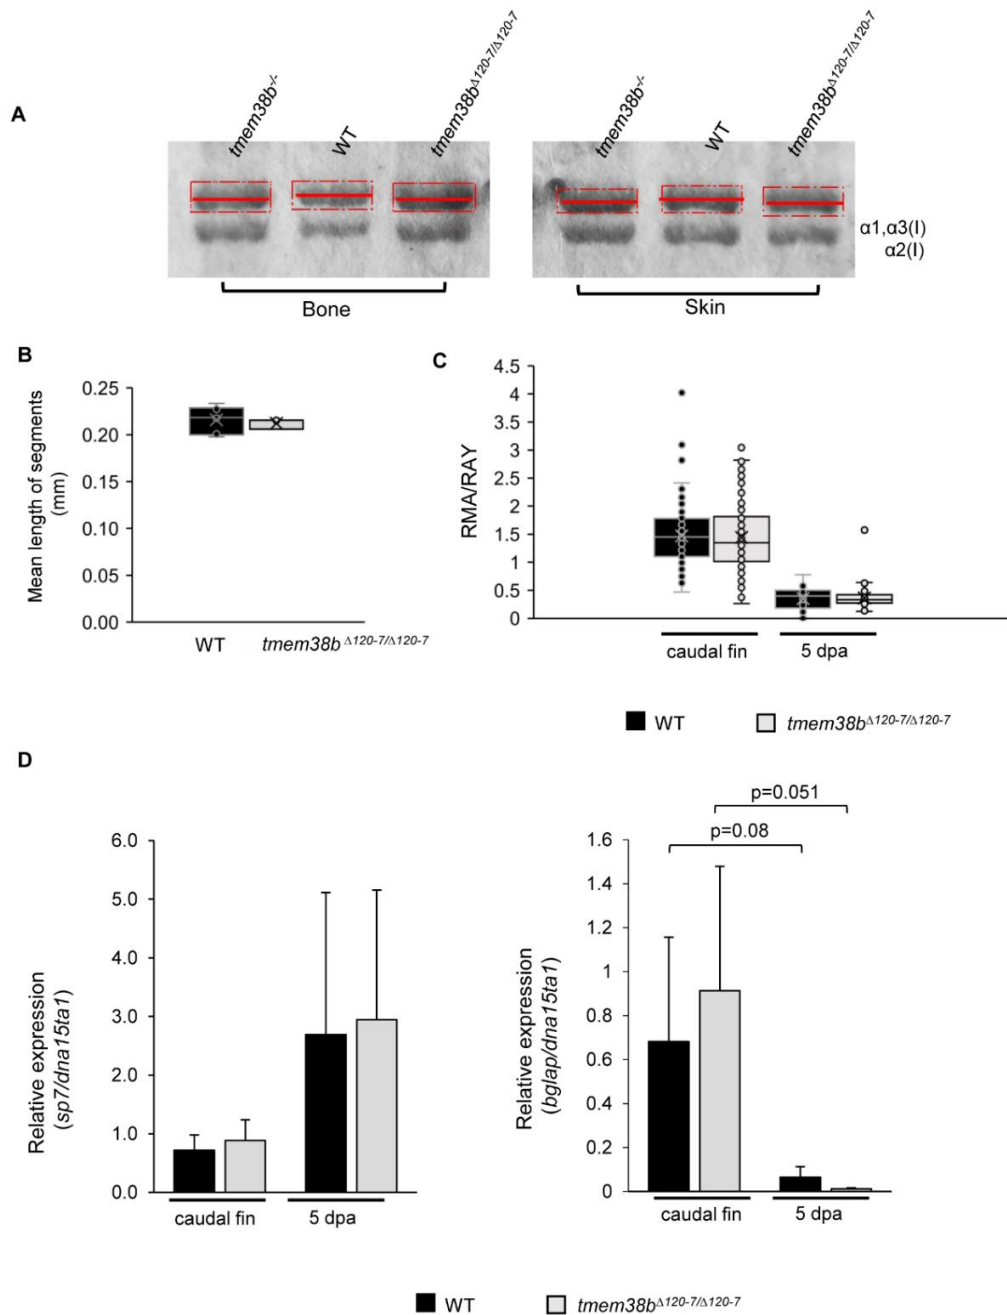 A
tmem38b-/-
WT
tmem38bΔ120-7/Δ120-7
tmem38b-/-
WT
tmem38bΔ120-7/Δ120-7
α1,α3(I)
α2(I)
Bone
Skin
B
Mean length of segments
(mm)
0.25
0.20
0.15
0.10
0.05
0.00
WT
tmem38bΔ120-7/Δ120-7
C
RMA/RAY
4.5
4
3.5
3
2.5
2
1.5
1
0.5
0
caudal fin
5 dpa
WT
tmem38bΔ120-7/Δ120-7
D
Relative expression
(sp7/dna15ta1)
6.0
5.0
4.0
3.0
2.0
1.0
0.0
caudal fin
5 dpa
p=0.051
p=0.08
Relative expression
(bglap/dna15ta1)
1.6
1.4
1.2
1
0.8
0.6
0.4
0.2
0
caudal fin
5 dpa
WT
tmem38bΔ120-7/Δ120-7